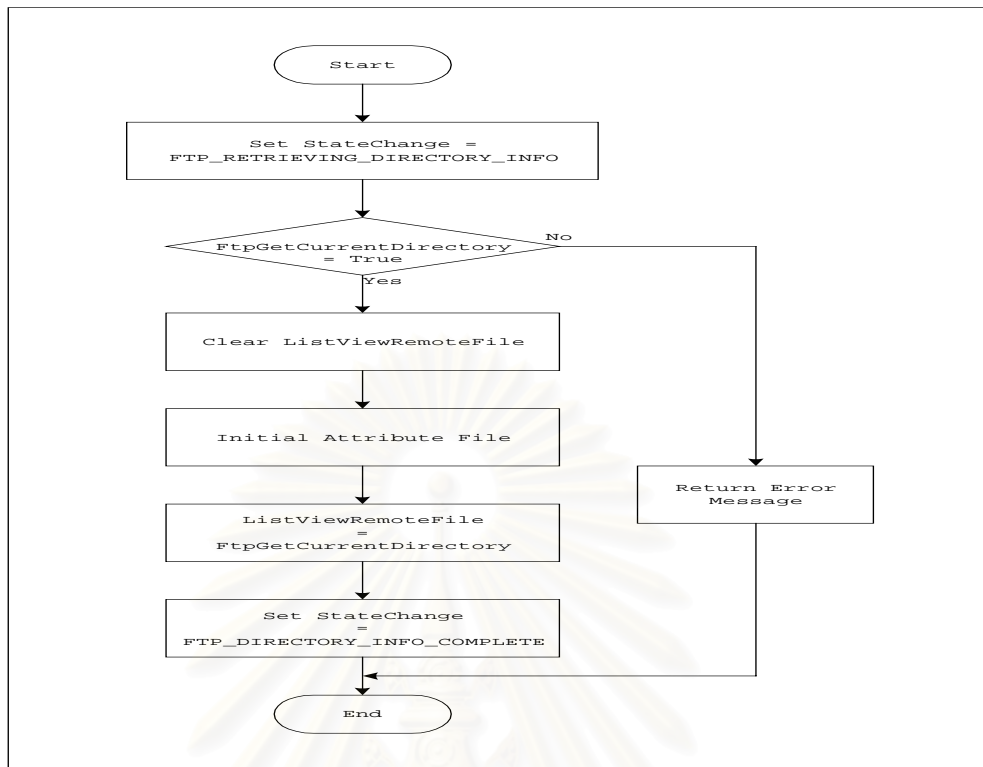 Start
Set StateChange =
FTP_RETRIEVING_DIRECTORY_INFO
FtpGetCurrentDirectory
= True
No
Yes
Clear ListViewRemoteFile
Initial Attribute File
Return Error
Message
ListViewRemoteFile
=
FtpGetCurrentDirectory
Set StateChange
=
FTP_DIRECTORY_INFO_COMPLETE
End